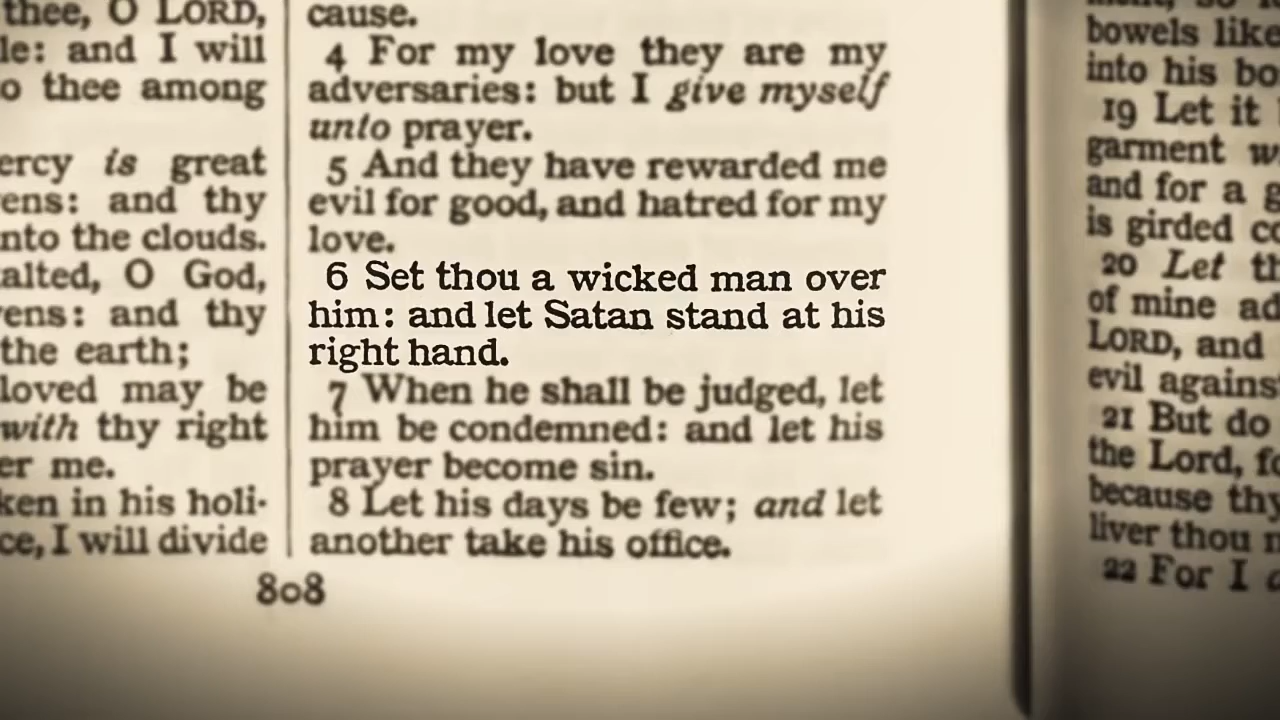 thee, O LORD,
le: and I will
o thee among
ercy is great
ens: and thy
nto the clouds.
alted, O God,
ens: and thy
the earth;
loved may be
with thy right
er me.
ken in his holi-
ce, I will divide
cause.
4 For my love they are my
adversaries: but I give myself
unto prayer.
5 And they have rewarded me
evil for good, and hatred for my
love.
6 Set thou a wicked man over
him: and let Satan stand at his
right hand.
7 When he shall be judged, let
him be condemned: and let his
prayer become sin.
8 Let his days be few; and let
another take his office.
808
bowels like
into his bo
19 Let it
garment w
and for a g
is girded co
20 Let th
of mine ad
LORD, and
evil against
21 But do
the Lord, fo
because thy
liver thou m
22 For I a